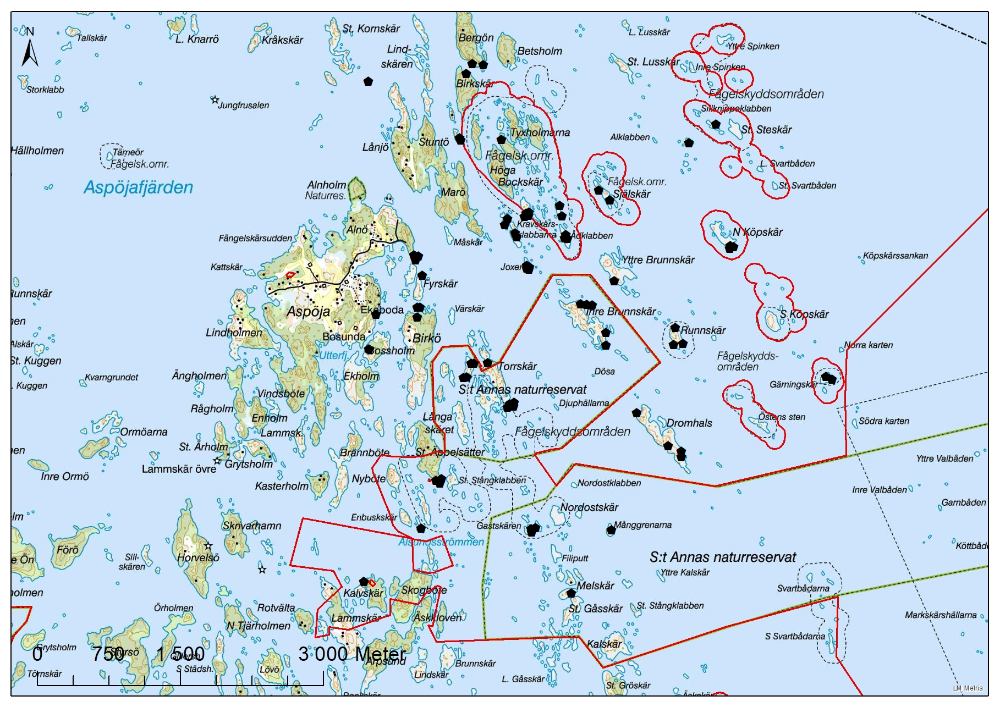 N
Tallskär
L. Knarrö
Kråkskär
St. Kornskär
Lind-
skären
Bergön
Betsholm
L. Lusskär
St. Lusskär
Yttre Spinken
Inre Spinken
Fågelskyddsområden
Storklabb
Jungfrusalen
Birkskär
Sillknippeklabben
St. Steskär
Hällholmen
Tärneör
Fågelsk.omr.
Lånjö
Stuntö
Tyxholmarna
Fågelsk.omr.
Alklabben
L. Svartbåden
St. Svartbåden
Höga
Bockskär
Fågelsk.omr.
Själskär
Aspöjafjärden
Alnholm
Naturres.
Marö
Kravskärs-
klabbarna
Ådklabben
N Köpskär
Alnö
Fängelskärsudden
Måskär
Köpskärssankan
Kattskär
Joxen
Yttre Brunnskär
Fyrskär
Runnskär
Aspöja
Ekeboda
Värskär
Inre Brunnskär
S Köpskär
men
Lindholmen
Bosunda
Birkö
Runnskär
Alskär
Utterfj.
Bossholm
Norra karten
St. Kuggen
Fågelskydds-
områden
Torrskär
Dösa
Kuggen
Kvarngrundet
Ängholmen
Ekholm
Gärningskär
S:t Annas naturreservat
Vindsböte
Djuphällarna
Rågholm
Enholm
Långa
skäret
Östens sten
Södra karten
Dromhals
Ormöarna
Lammsk.
Fågelskyddsområden
St. Ärholm
Brännböte
St. Äppelsätter
Grytsholm
Yttre Valbåden
Lammskär övre
Inre Ormö
Nyböte
St. Stångklabben
Kasterholm
Nordostklabben
Inre Valbåden
Garnbåden
Nordostskär
Enbuskskär
Skrivarhamn
Gastskären
Månggrenarna
Alsundsströmmen
Förö
Sill-
skären
Horvelsö
Filiputt
S:t Annas naturreservat
Yttre Kalskär
Melskär
Svartbådarna
Kalvskär
Skogböte
St. Gåsskär
St. Stångklabben
Örholmen
Rotvälta
N Tjärholmen
Lammskär
Äskkloven
Markskärshällarna
S Svartbådarna
Kalskär
Grytsholm
0
750
1 500
3 000 Meter
Arpsund
S Städsh.
Lövö
Lindskär
Brunnskär
L. Gåsskär
St. Gröskär
Törnskär
LM Metria